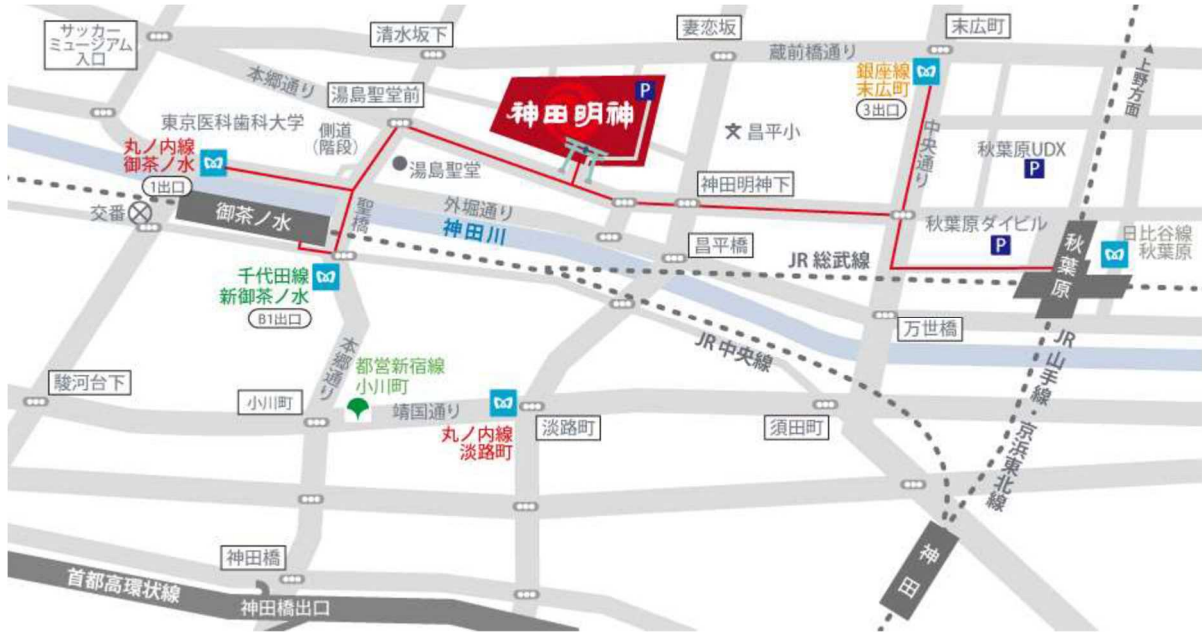 サッカー
ミュージアム
入口
清水坂下
妻恋坂
末広町
蔵前橋通り
本郷通り
湯島聖堂前
P
神田明神
銀座線
末広町
3出口
▲上野方面
東京医科歯科大学
側道
(階段)
文 昌平小
中央通り
秋葉原UDX
P
丸ノ内線
御茶ノ水
1出口
湯島聖堂
神田明神下
交番
御茶ノ水
聖橋
外堀通り
神田川
昌平橋
秋葉原ダイビル
P
秋葉原
日比谷線
秋葉原
JR 総武線
千代田線
新御茶ノ水
B1出口
万世橋
本郷通り
JR 中央線
JR 山手線・京浜東北線
駿河台下
小川町
都営新宿線
小川町
靖国通り
丸ノ内線
淡路町
淡路町
須田町
神田
神田橋
首都高環状線
神田橋出口